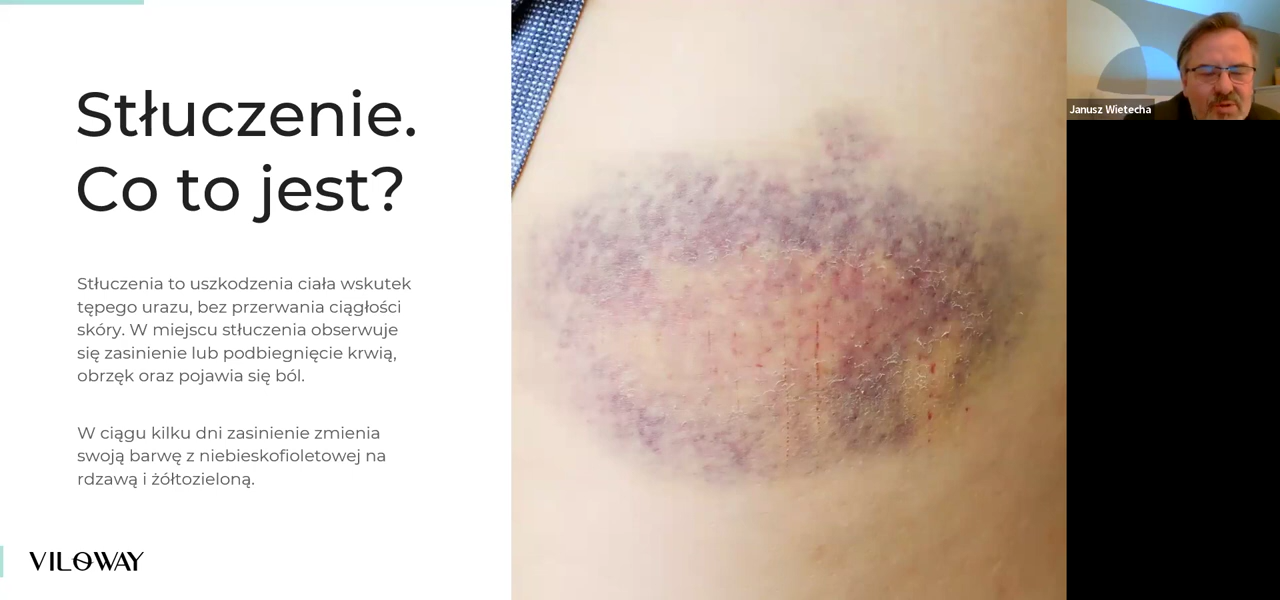 Stłuczenie.
Co to jest?
Stłuczenia to uszkodzenia ciała wskutek
tępego urazu, bez przerwania ciągłości
skóry. W miejscu stłuczenia obserwuje
się zasinienie lub podbiegnięcie krwią,
obrzęk oraz pojawia się ból.
W ciągu kilku dni zasinienie zmienia
swoją barwę z niebieskofioletowej na
rdzawą i żółtozieloną.
VILOWAY
Janusz Wietecha